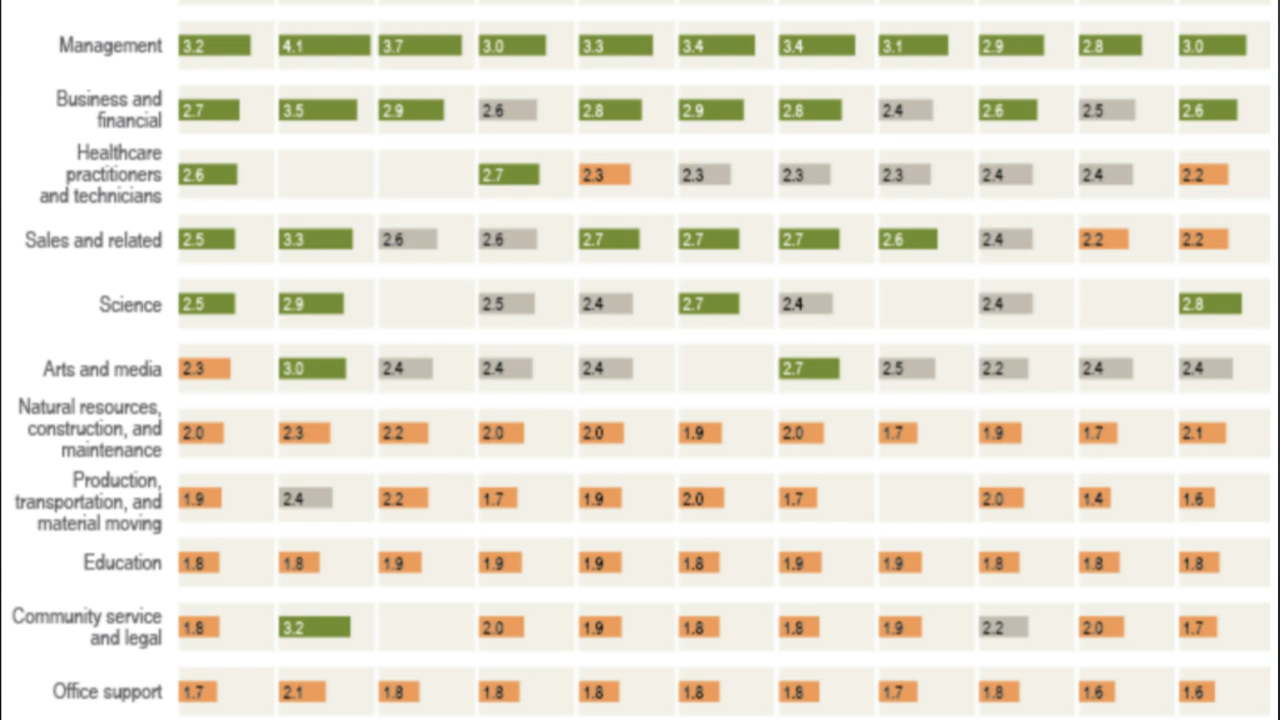 Management 3.2 4.1 3.7 3.0 3.3 3.4 3.4 3.1 2.9 2.8 3.0
Business and
financial 2.7 3.5 2.9 2.6 2.8 2.9 2.8 2.4 2.6 2.5 2.6
Healthcare
practitioners
and technicians 2.6 2.7 2.3 2.3 2.3 2.3 2.4 2.4 2.2
Sales and related 2.5 3.3 2.6 2.6 2.7 2.7 2.7 2.6 2.4 2.2 2.2
Science 2.5 2.9 2.5 2.4 2.7 2.4 2.4 2.8
Arts and media 2.3 3.0 2.4 2.4 2.4 2.7 2.5 2.2 2.4 2.4
Natural resources,
construction, and
maintenance 2.0 2.3 2.2 2.0 2.0 1.9 2.0 1.7 1.9 1.7 2.1
Production,
transportation, and
material moving 1.9 2.4 2.2 1.7 1.9 2.0 1.7 2.0 1.4 1.6
Education 1.8 1.8 1.9 1.9 1.9 1.8 1.9 1.9 1.8 1.8 1.8
Community service
and legal 1.8 3.2 2.0 1.9 1.8 1.8 1.9 2.2 2.0 1.7
Office support 1.7 2.1 1.8 1.8 1.8 1.8 1.8 1.7 1.8 1.6 1.6